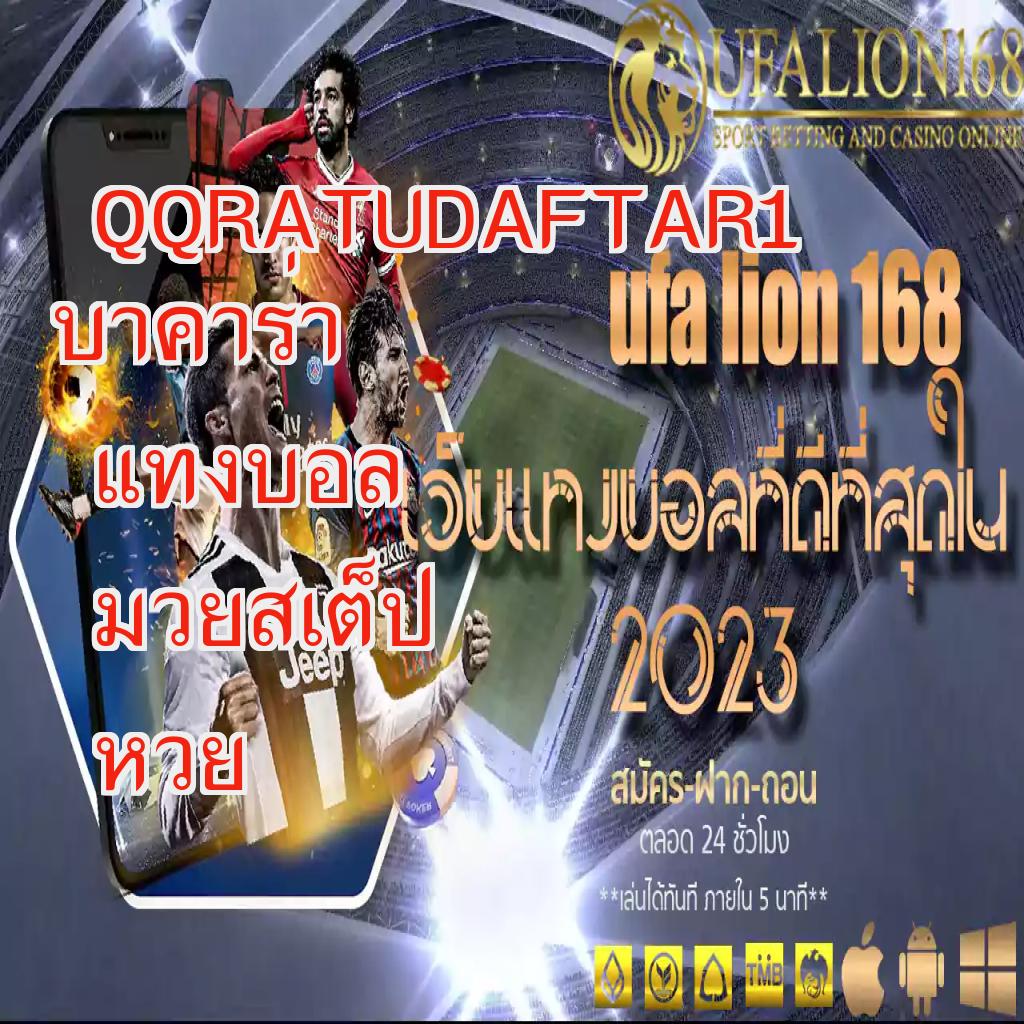 UFALION168
SPORT BETTING AND CASINO ONLINE
QQRATUDAFTAR1
ufa lion 168
บาคาร่า
แทงบอล
เว็บแทงบอลที่ดีที่สุดใน
2023
มวยสเต็ป
Jeep
หวย
สมัคร-ฝาก-ถอน
ตลอด 24 ชั่วโมง
**เล่นได้ทันที ภายใน 5 นาที**
TMB